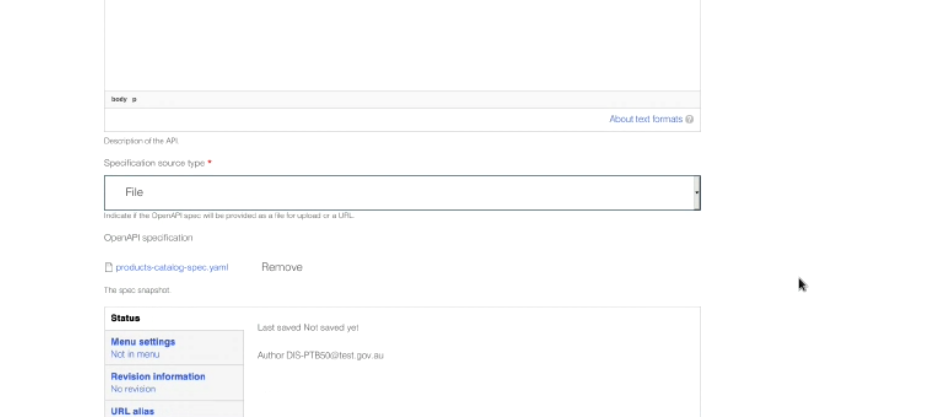 body p
About text formats
Description of the API
Specification source type *
File
Indicate if the OpenAPI spec will be provided as a file for upload or a URL.
OpenAPI specification
products-catalog-spec.yaml Remove
The spec snapshot.
Status
Last saved Not saved yet
Menu settings
Not in menu
Author DIS-PTB50@test.gov.au
Revision information
No revision
URL alias